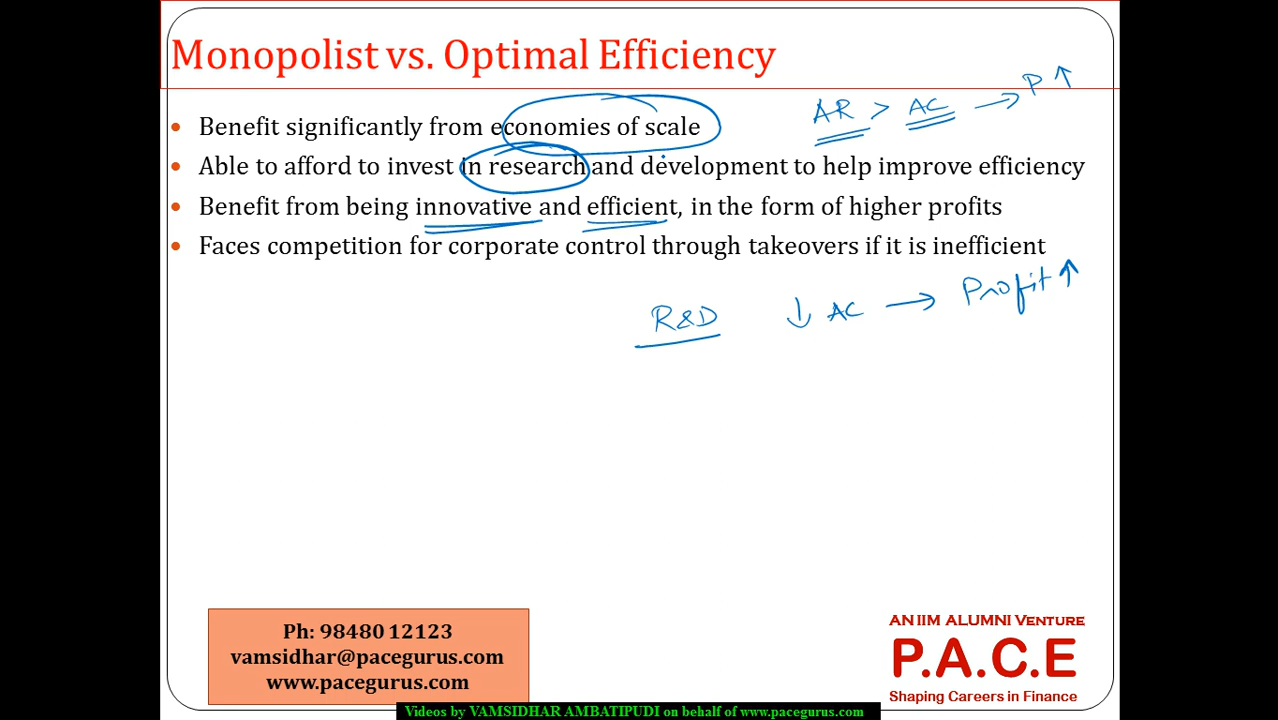 Monopolist vs. Optimal Efficiency
AR > AC → P ↑
• Benefit significantly from economies of scale
• Able to afford to invest in research and development to help improve efficiency
• Benefit from being innovative and efficient, in the form of higher profits
• Faces competition for corporate control through takeovers if it is inefficient
R&D ↓ AC → Profit ↑
Ph: 98480 12123
vamsidhar@pacegurus.com
www.pacegurus.com
AN IIM ALUMNI VENTURE
P.A.C.E
Shaping Careers in Finance
Videos by VAMSIDHAR AMBATIPUDI on behalf of www.pacegurus.com